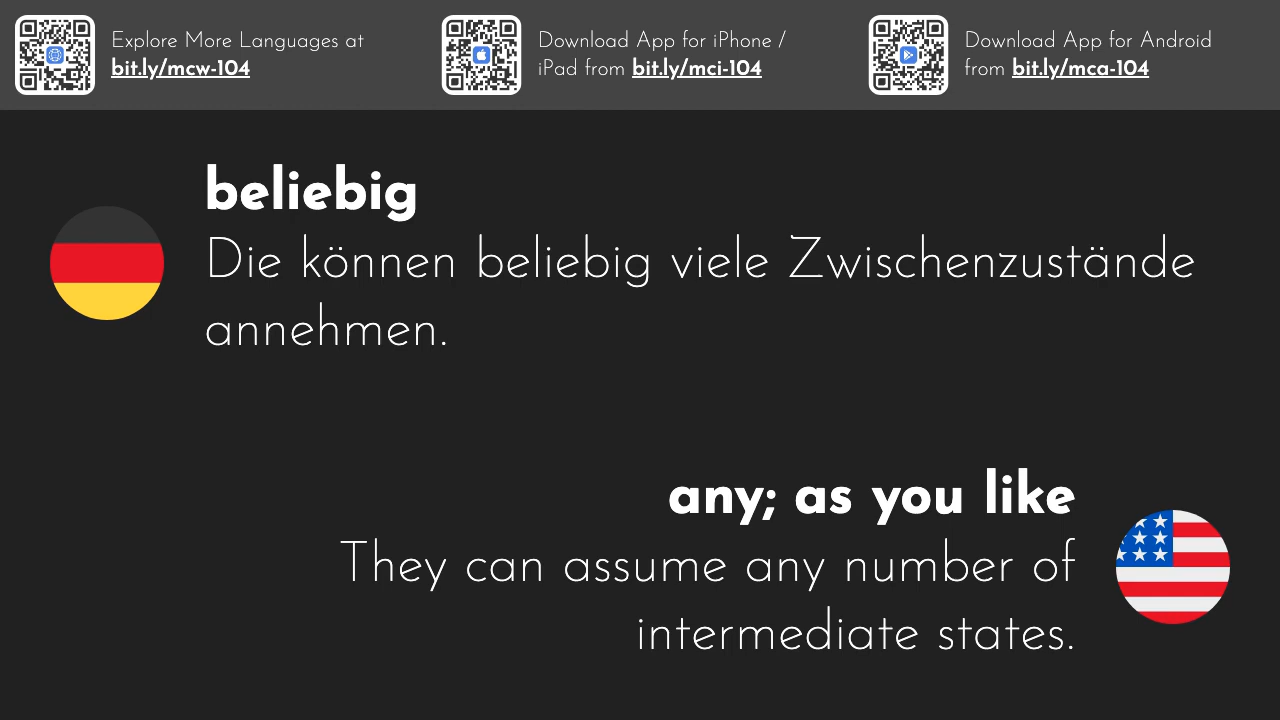 Explore More Languages at
bit.ly/mcw-104
Download App for iPhone /
iPad from bit.ly/mci-104
Download App for Android
from bit.ly/mca-104
beliebig
Die können beliebig viele Zwischenzustände
annehmen.
any; as you like
They can assume any number of
intermediate states.